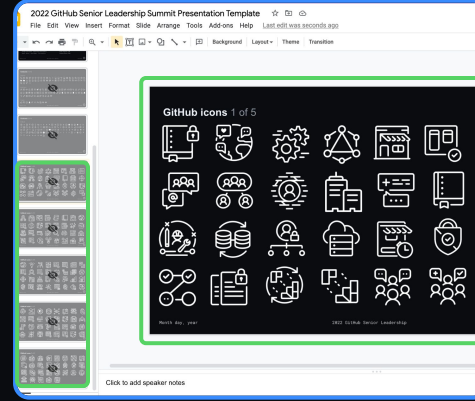 2022 GitHub Senior Leadership Summit Presentation Template
File Edit View Insert Format Slide Arrange Tools Add-ons Help Last edit was seconds ago
Background Layout Theme Transition
GitHub icons 1 of 5
Month day, year 2022 GitHub Senior Leadership
Click to add speaker notes